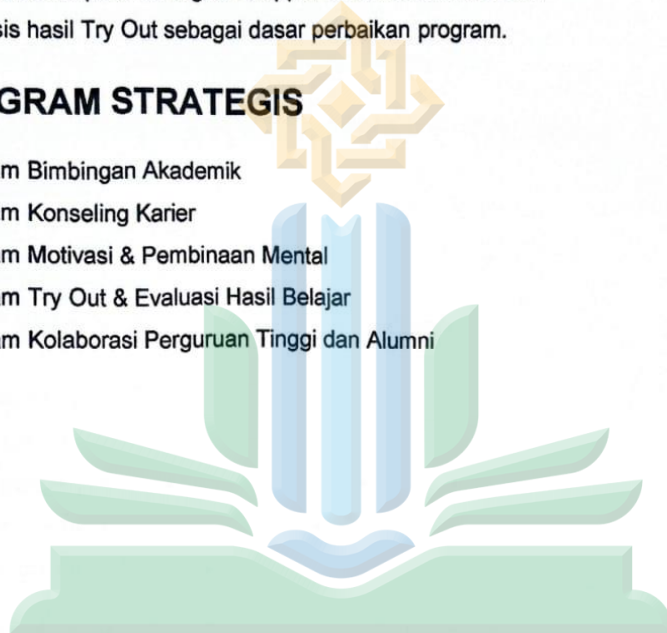 sis hasil Try Out sebagai dasar perbaikan program.
GRAM STRATEGIS
m Bimbingan Akademik
m Konseling Karier
m Motivasi & Pembinaan Mental
m Try Out & Evaluasi Hasil Belajar
m Kolaborasi Perguruan Tinggi dan Alumni